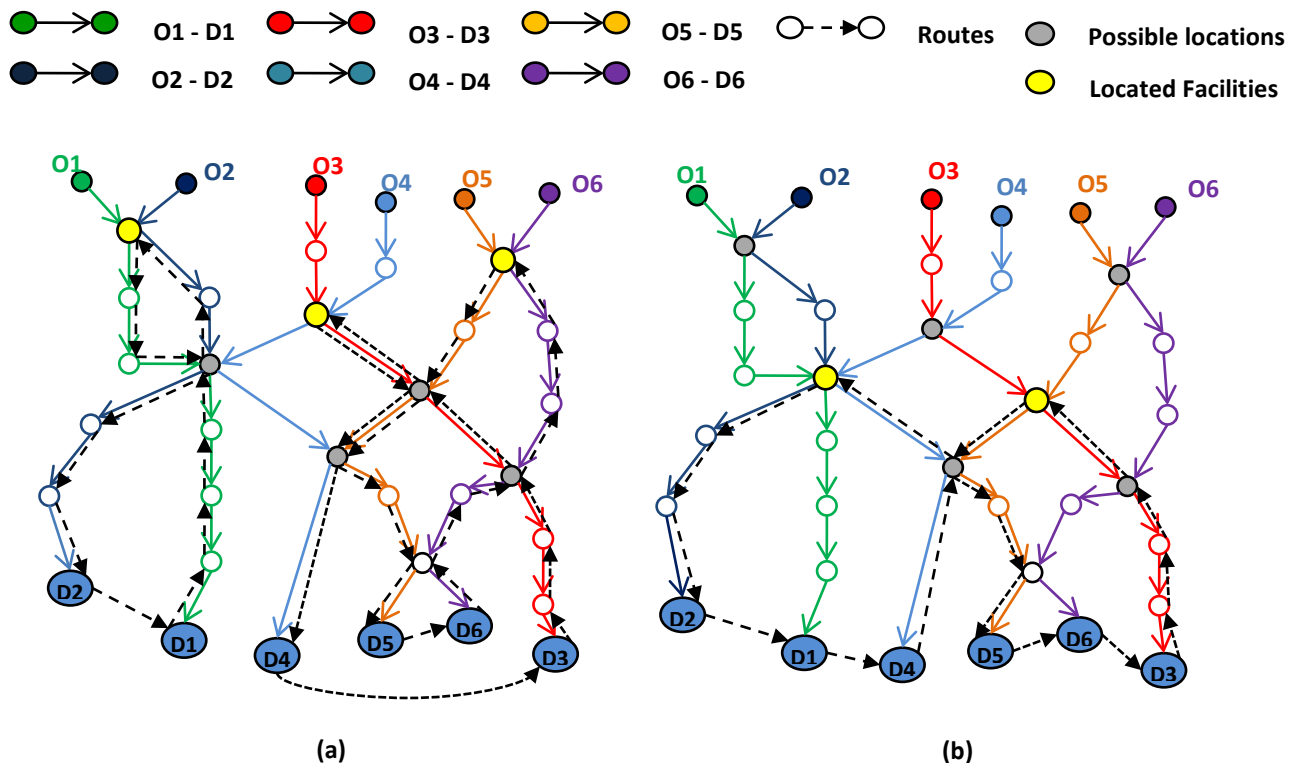 O1 - D1
O3 - D3
O5 - D5
Routes
Possible locations
O2 - D2
O4 - D4
O6 - D6
Located Facilities
O1
O2
O3
O4
O5
O6
D2
D1
D4
D5
D6
D3
(a)
O1
O2
O3
O4
O5
O6
D2
D1
D4
D5
D6
D3
(b)